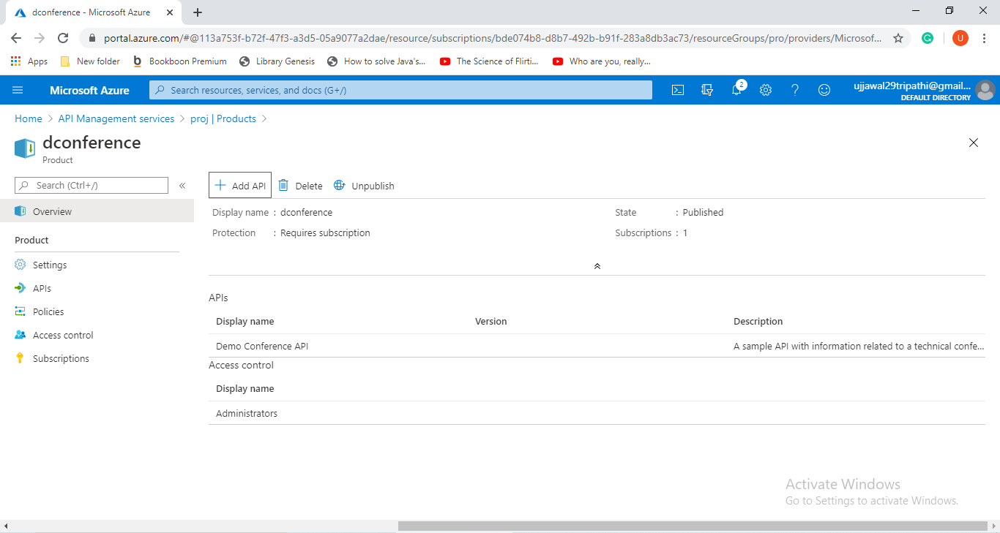 dconference - Microsoft Azure
portal.azure.com/#@113a753f-b72f-47f3-a3d5-05a9077a2dae/resource/subscriptions/bde074b8-d8b7-492b-b91f-283a8db3ac73/resourceGroups/pro/providers/Microsof...
U
Apps New folder Bookboon Premium Library Genesis How to solve Java's... The Science of Flirti... Who are you, really...
Microsoft Azure
Search resources, services, and docs (G+/)
2
ujjawal29tripathi@gmail...
DEFAULT DIRECTORY
Home > API Management services > proj | Products >
dconference
Product
Search (Ctrl+/) «
Add API Delete Unpublish
Overview
Display name : dconference State : Published
Protection : Requires subscription Subscriptions : 1
Product
Settings
APIs
Policies
Access control
Subscriptions
APIs
Display name Version Description
Demo Conference API A sample API with information related to a technical confe...
Access control
Display name
Administrators
Activate Windows
Go to Settings to activate Windows.